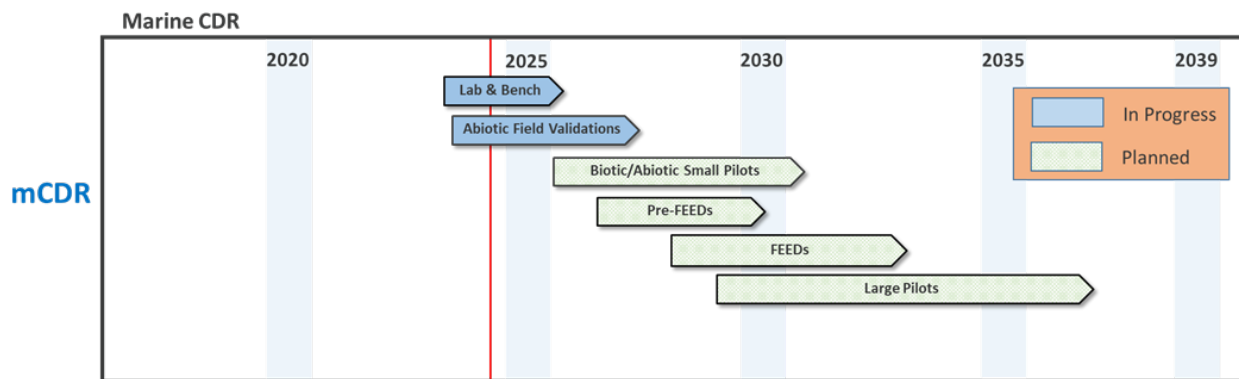 Marine CDR
2020 2025 2030 2035 2039
Lab & Bench
In Progress
Abiotic Field Validations
Planned
Biotic/Abiotic Small Pilots
mCDR
Pre-FEEDs
FEEDs
Large Pilots